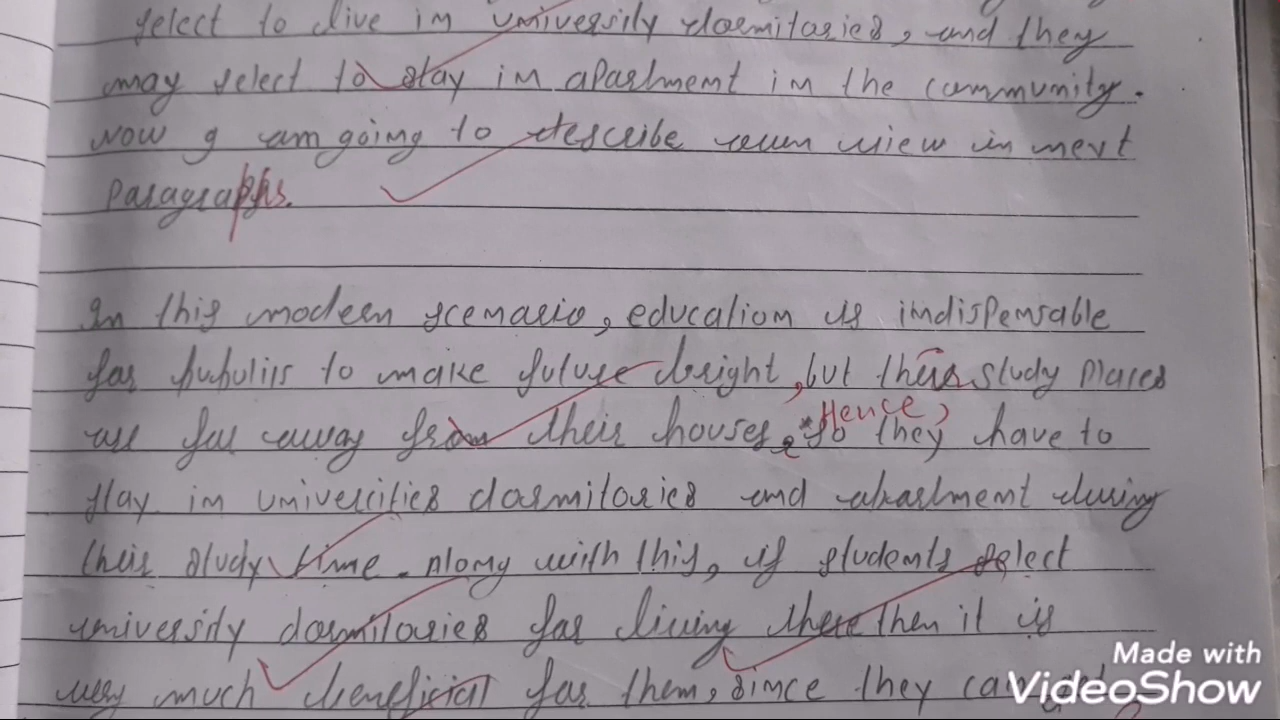 select to live in university dormitories, and they
may select to stay in apartment in the community.
Now I am going to describe view in next
Paragraphs.
In this modern scenario, education is indispensable
for to make future bright, but their study places
are far away from their houses. Hence, so they have to
stay in univercities dormitories and apartment during
their study time. Along with this, if students select
university dormitories for living there then it is
very much beneficial for them, since they can
Made with
VideoShow